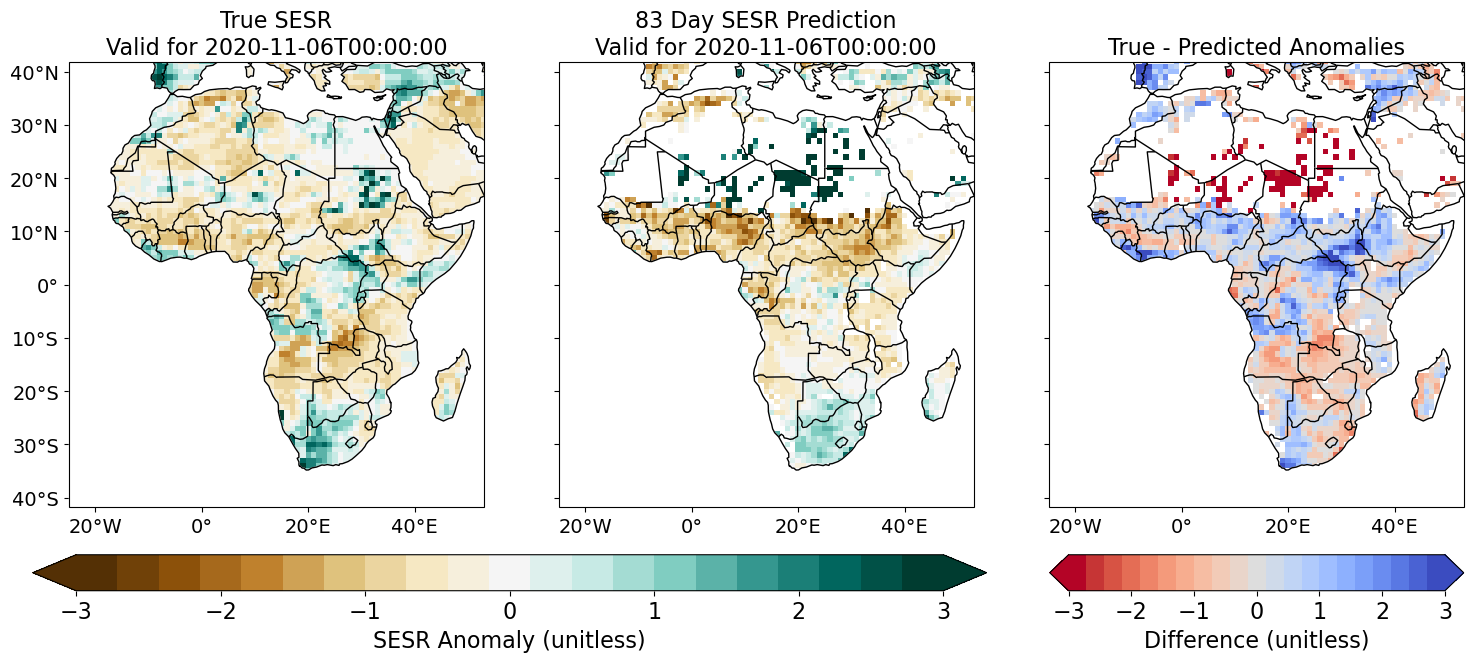 True SESR
Valid for 2020-11-06T00:00:00
83 Day SESR Prediction
Valid for 2020-11-06T00:00:00
True - Predicted Anomalies
40°N
30°N
20°N
10°N
0°
10°S
20°S
30°S
40°S
20°W 0° 20°E 40°E
20°W 0° 20°E 40°E
20°W 0° 20°E 40°E
−3 −2 −1 0 1 2 3
SESR Anomaly (unitless)
−3 −2 −1 0 1 2 3
Difference (unitless)